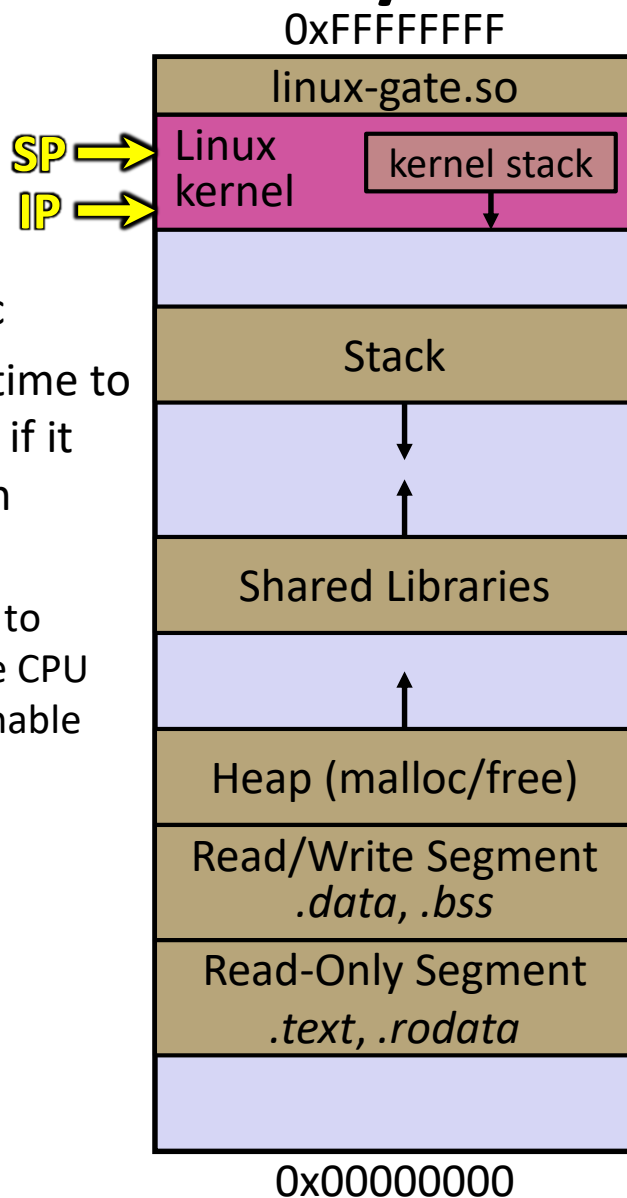 0xFFFFFFFF
linux-gate.so
SP
Linux
kernel
kernel stack
IP
time to
Stack
if it
to
Shared Libraries
CPU
Heap (malloc/free)
Read/Write Segment
.data, .bss
Read-Only Segment
.text, .rodata
0x00000000